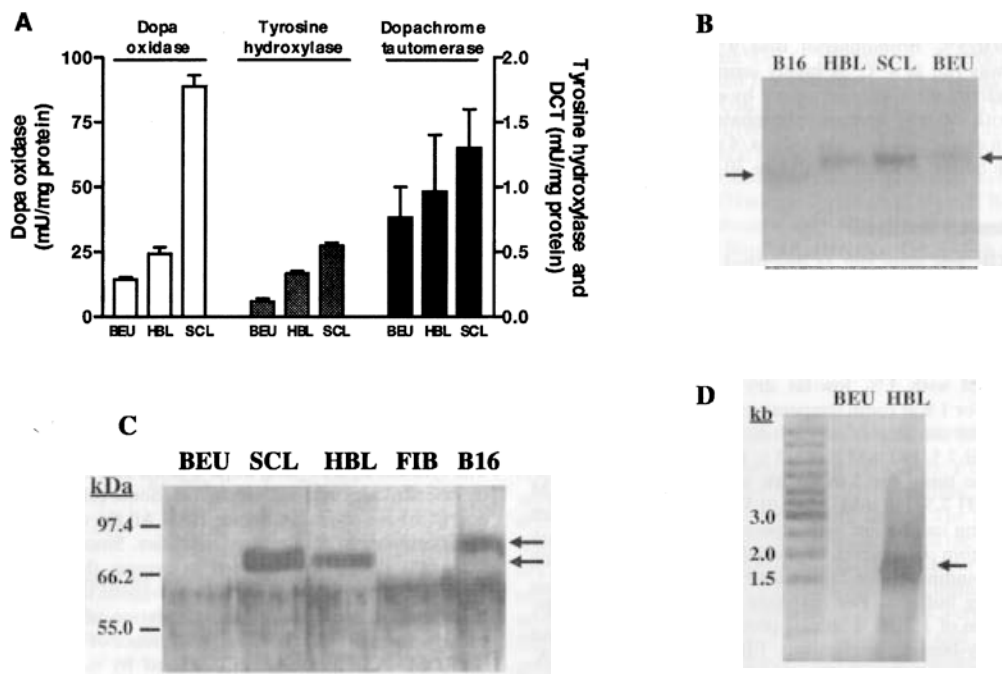 A
Dopa oxidase
Tyrosine hydroxylase
Dopachrome tautomerase
Dopa oxidase (mU/mg protein)
100
75
50
25
0
BEU HBL SCL
BEU HBL SCL
BEU HBL SCL
2.0
1.5
1.0
0.5
0.0
Tyrosine hydroxylase and DCT (mU/mg protein)
B
B16 HBL SCL BEU
C
BEU SCL HBL FIB B16
kDa
97.4
66.2
55.0
D
BEU HBL
kb
3.0
2.0
1.5